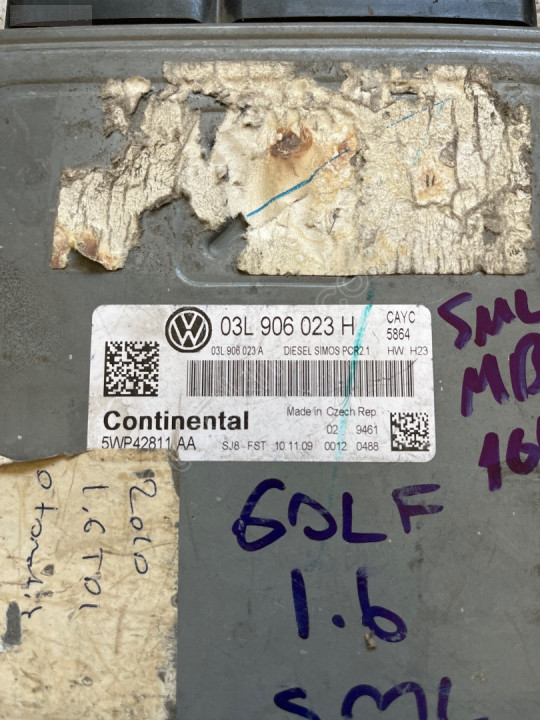 03L 906 023 H
CAYC
5864
03L 906 023 A DIESEL SIMOS PCR2.1 HW H23
Continental
Made in Czech Rep
02 9461
5WP42811 AA SJ8-FST 10.11.09 0012 0488
SML
MB
GOLF
1.6
SML
2010
1.6 TDI